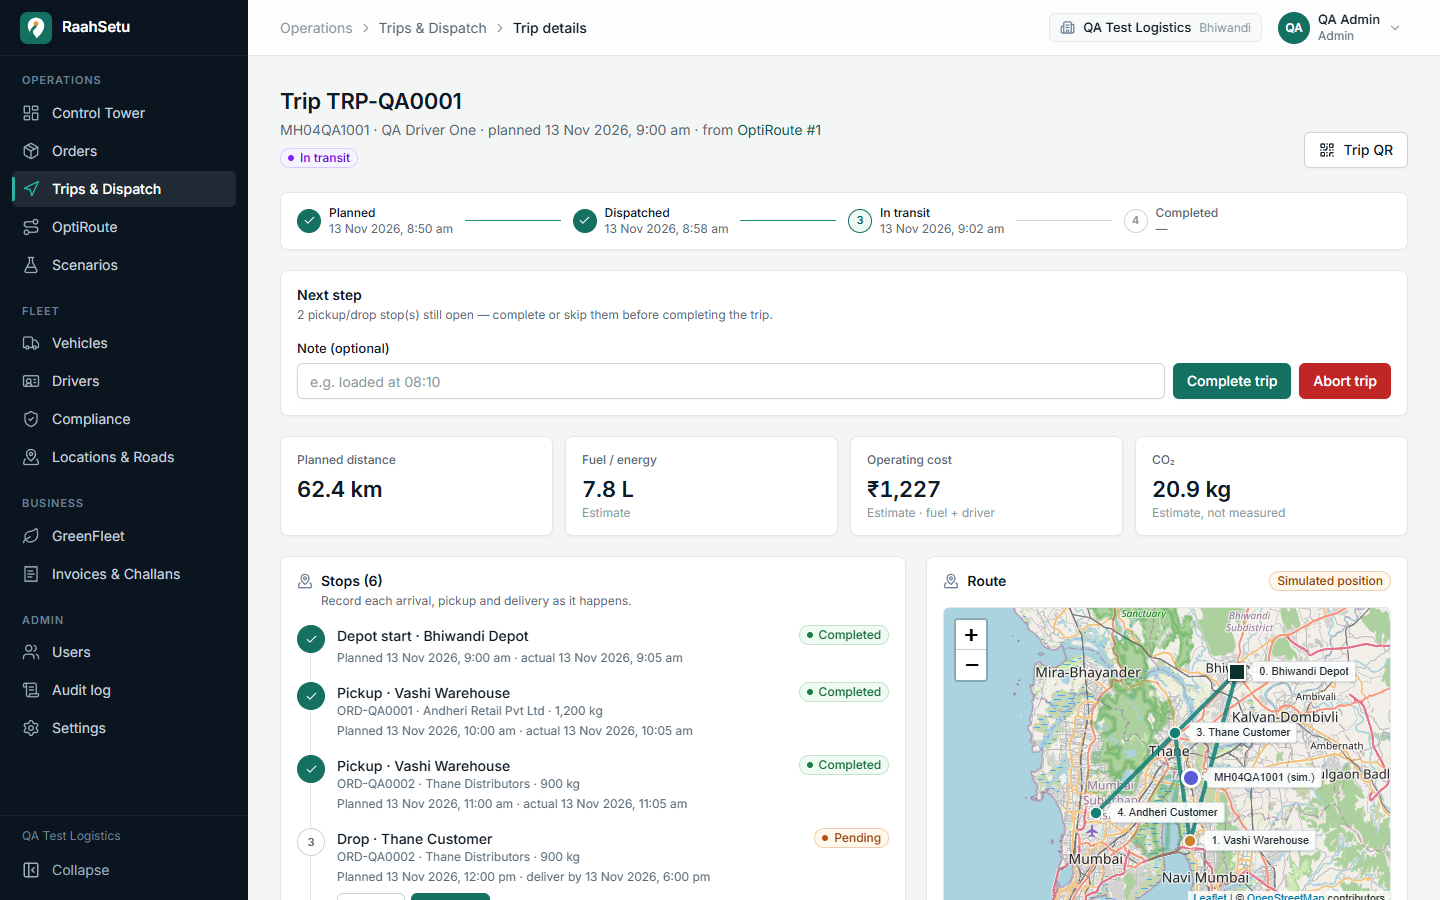 RaahSetu
OPERATIONS
Control Tower
Orders
Trips & Dispatch
OptiRoute
Scenarios
FLEET
Vehicles
Drivers
Compliance
Locations & Roads
BUSINESS
GreenFleet
Invoices & Challans
ADMIN
Users
Audit log
Settings
QA Test Logistics
Collapse
Operations > Trips & Dispatch > Trip details
QA Test Logistics Bhiwandi
QA
QA Admin
Admin
Trip TRP-QA0001
MH04QA1001 · QA Driver One · planned 13 Nov 2026, 9:00 am · from OptiRoute #1
In transit
Trip QR
Planned
13 Nov 2026, 8:50 am
Dispatched
13 Nov 2026, 8:58 am
3
In transit
13 Nov 2026, 9:02 am
4
Completed
—
Next step
2 pickup/drop stop(s) still open — complete or skip them before completing the trip.
Note (optional)
e.g. loaded at 08:10
Complete trip
Abort trip
Planned distance
62.4 km
Fuel / energy
7.8 L
Estimate
Operating cost
₹1,227
Estimate · fuel + driver
CO₂
20.9 kg
Estimate, not measured
Stops (6)
Record each arrival, pickup and delivery as it happens.
Depot start · Bhiwandi Depot
Completed
Planned 13 Nov 2026, 9:00 am · actual 13 Nov 2026, 9:05 am
Pickup · Vashi Warehouse
Completed
ORD-QA0001 · Andheri Retail Pvt Ltd · 1,200 kg
Planned 13 Nov 2026, 10:00 am · actual 13 Nov 2026, 10:05 am
Pickup · Vashi Warehouse
Completed
ORD-QA0002 · Thane Distributors · 900 kg
Planned 13 Nov 2026, 11:00 am · actual 13 Nov 2026, 11:05 am
3
Drop · Thane Customer
Pending
ORD-QA0002 · Thane Distributors · 900 kg
Planned 13 Nov 2026, 12:00 pm · deliver by 13 Nov 2026, 6:00 pm
Route
Simulated position
+
−
Sanctuary
Bhiwandi
Subdistrict
Mira-Bhayander
0. Bhiwandi Depot
Ambivali
Kalyan-Dombivli
3. Thane Customer
Thane
Ambernath
MH04QA1001 (sim.)
Mumbai
Suburban
4. Andheri Customer
1. Vashi Warehouse
Mumbai
Navi Mumbai
Leaflet | © OpenStreetMap contributors